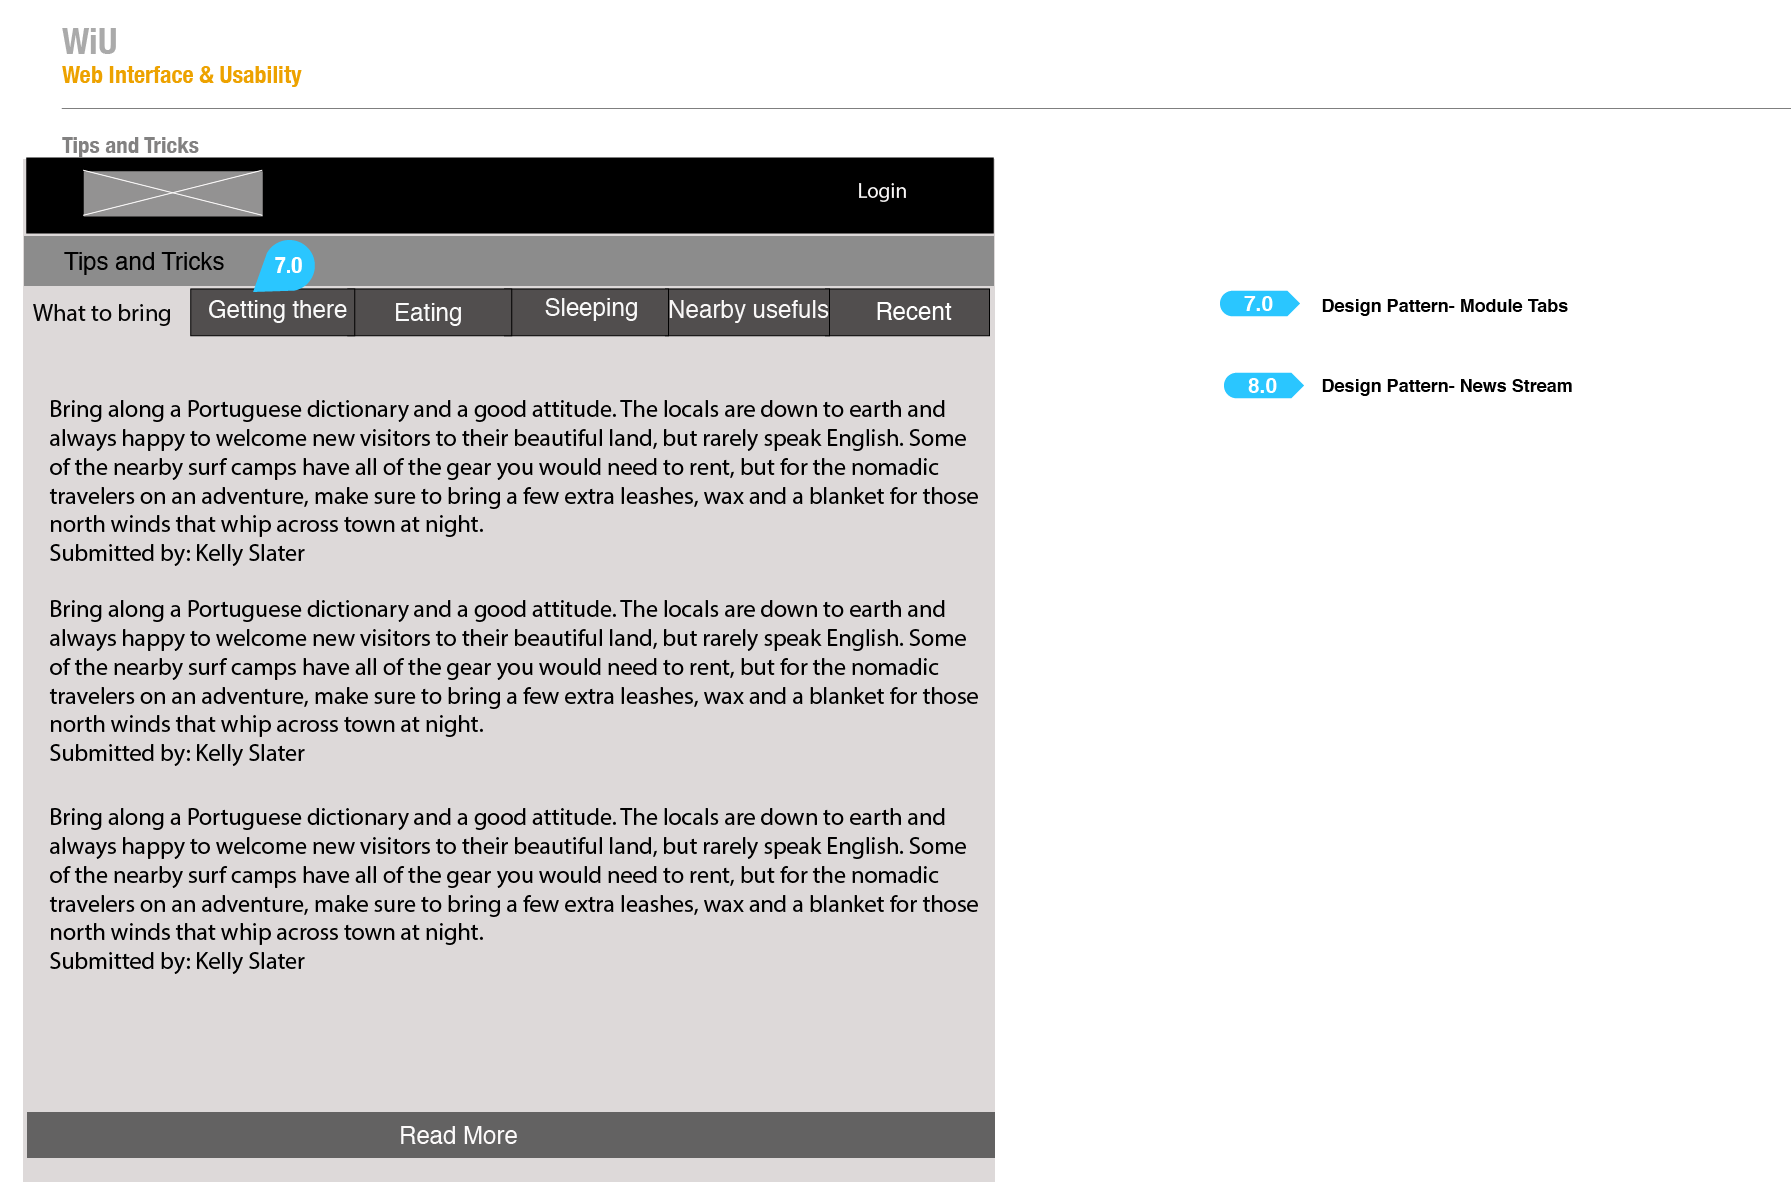 WiU
Web Interface & Usability
Tips and Tricks
Login
Tips and Tricks
7.0
What to bring
Getting there
Eating
Sleeping
Nearby usefuls
Recent
7.0
Design Pattern- Module Tabs
8.0
Design Pattern- News Stream
Bring along a Portuguese dictionary and a good attitude. The locals are down to earth and
always happy to welcome new visitors to their beautiful land, but rarely speak English. Some
of the nearby surf camps have all of the gear you would need to rent, but for the nomadic
travelers on an adventure, make sure to bring a few extra leashes, wax and a blanket for those
north winds that whip across town at night.
Submitted by: Kelly Slater
Bring along a Portuguese dictionary and a good attitude. The locals are down to earth and
always happy to welcome new visitors to their beautiful land, but rarely speak English. Some
of the nearby surf camps have all of the gear you would need to rent, but for the nomadic
travelers on an adventure, make sure to bring a few extra leashes, wax and a blanket for those
north winds that whip across town at night.
Submitted by: Kelly Slater
Bring along a Portuguese dictionary and a good attitude. The locals are down to earth and
always happy to welcome new visitors to their beautiful land, but rarely speak English. Some
of the nearby surf camps have all of the gear you would need to rent, but for the nomadic
travelers on an adventure, make sure to bring a few extra leashes, wax and a blanket for those
north winds that whip across town at night.
Submitted by: Kelly Slater
Read More